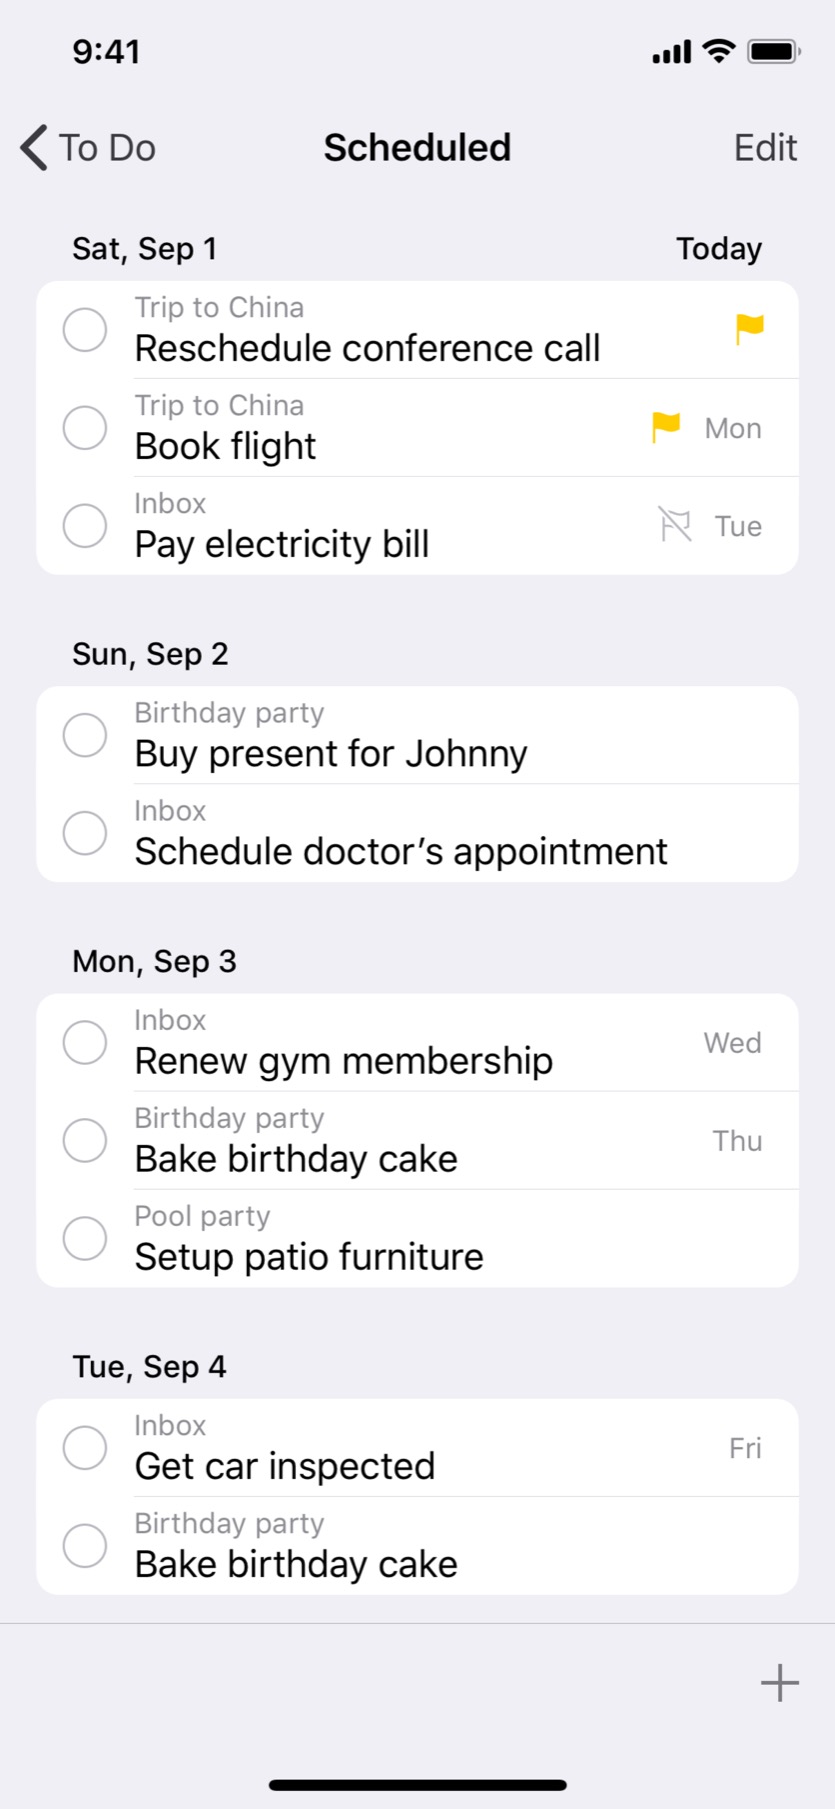 9:41
To Do
Scheduled
Edit
Sat, Sep 1
Today
Trip to China
Reschedule conference call
Trip to China
Book flight
Mon
Inbox
Pay electricity bill
Tue
Sun, Sep 2
Birthday party
Buy present for Johnny
Inbox
Schedule doctor’s appointment
Mon, Sep 3
Inbox
Renew gym membership
Wed
Birthday party
Bake birthday cake
Thu
Pool party
Setup patio furniture
Tue, Sep 4
Inbox
Get car inspected
Fri
Birthday party
Bake birthday cake